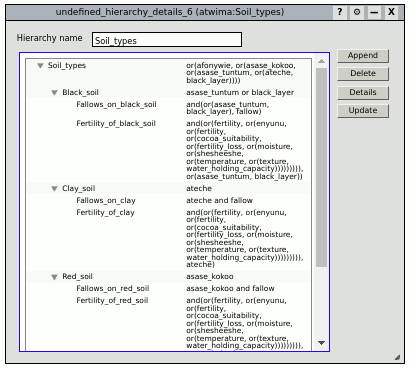 undefined_hierarchy_details_6 (atwima:Soil_types)
? X
Hierarchy name Soil_types
Append
Delete
Details
Update
Soil_types or(afonywie, or(asase_kokoo,
or(asase_tuntum, or(ateche,
black_layer))))
Black_soil asase_tuntum or black_layer
Fallows_on_black_soil and(or(asase_tuntum,
black_layer), fallow)
Fertility_of_black_soil and(or(fertility, or(enyunu,
or(fertility,
or(cocoa_suitability,
or(fertility_loss, or(moisture,
or(shesheeshe,
or(temperature, or(texture,
water_holding_capacity))))))))),
or(asase_tuntum, black_layer))
Clay_soil ateche
Fallows_on_clay ateche and fallow
Fertility_of_clay and(or(fertility, or(enyunu,
or(fertility,
or(cocoa_suitability,
or(fertility_loss, or(moisture,
or(shesheeshe,
or(temperature, or(texture,
water_holding_capacity))))))))),
ateche)
Red_soil asase_kokoo
Fallows_on_red_soil asase_kokoo and fallow
Fertility_of_red_soil and(or(fertility, or(enyunu,
or(fertility,
or(cocoa_suitability,
or(fertility_loss, or(moisture,
or(shesheeshe,
or(temperature, or(texture,
water_holding_capacity))))))))),